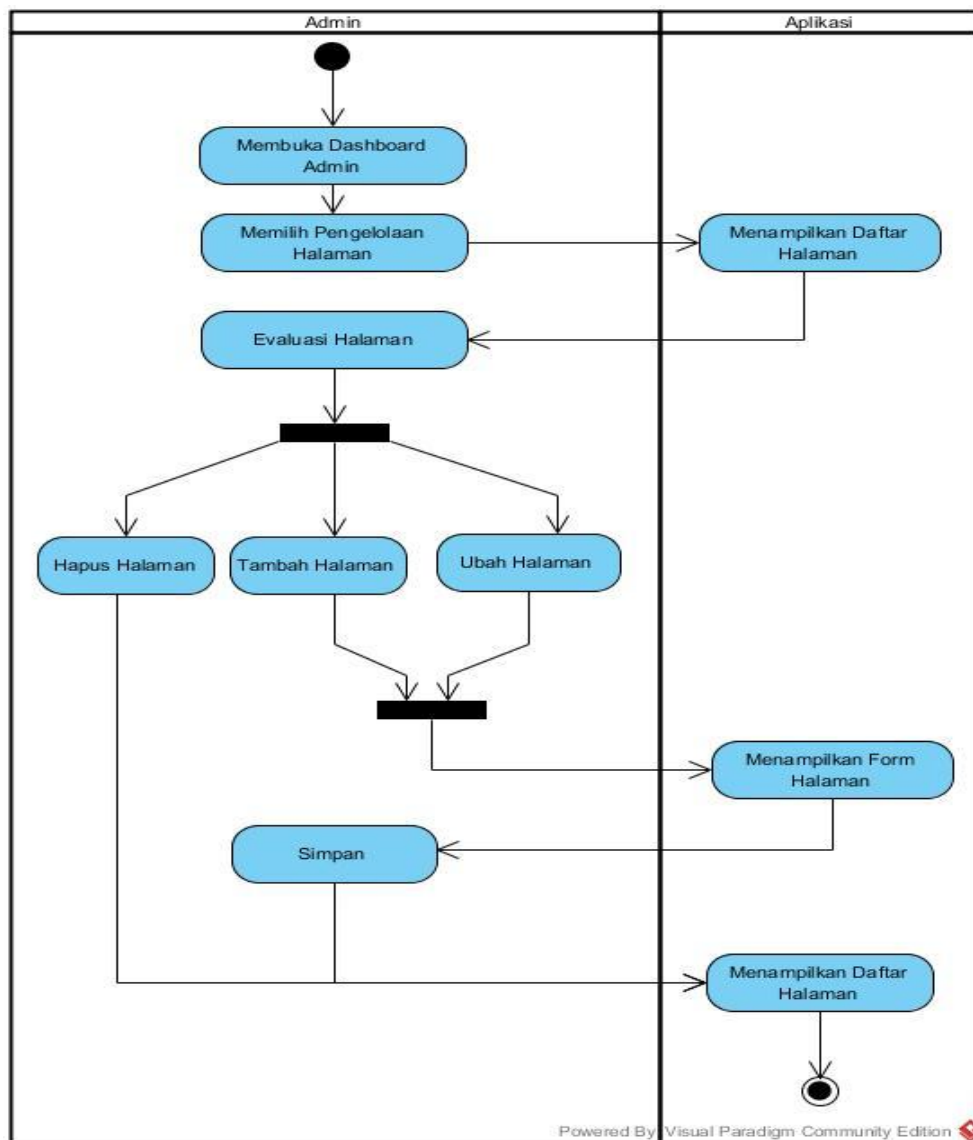 Admin
Aplikasi
Membuka Dashboard
Admin
Memilih Pengelolaan
Halaman
Menampilkan Daftar
Halaman
Evaluasi Halaman
Hapus Halaman
Tambah Halaman
Ubah Halaman
Menampilkan Form
Halaman
Simpan
Menampilkan Daftar
Halaman
Powered By Visual Paradigm Community Edition